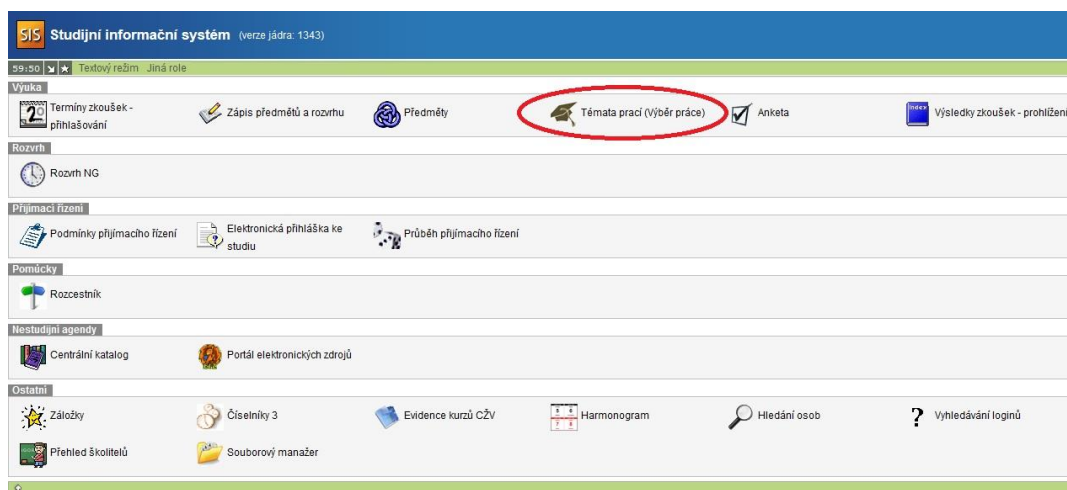 SIS Studijní informační systém (verze jádra: 1343)
59:50 Textový režim Jiná role
Výuka
Termíny zkoušek - přihlašování
Zápis předmětů a rozvrhu
Předměty
Témata prací (Výběr práce)
Anketa
Index
Výsledky zkoušek - prohlížení
Rozvrh
Rozvrh NG
Přijímací řízení
Podmínky přijímacího řízení
Elektronická přihláška ke studiu
Průběh přijímacího řízení
Pomůcky
Rozcestník
Nestudijní agendy
Centrální katalog
Portál elektronických zdrojů
Ostatní
Záložky
Číselníky 3
Evidence kurzů CŽV
Harmonogram
Hledání osob
? Vyhledávání loginů
Přehled školitelů
Souborový manažer